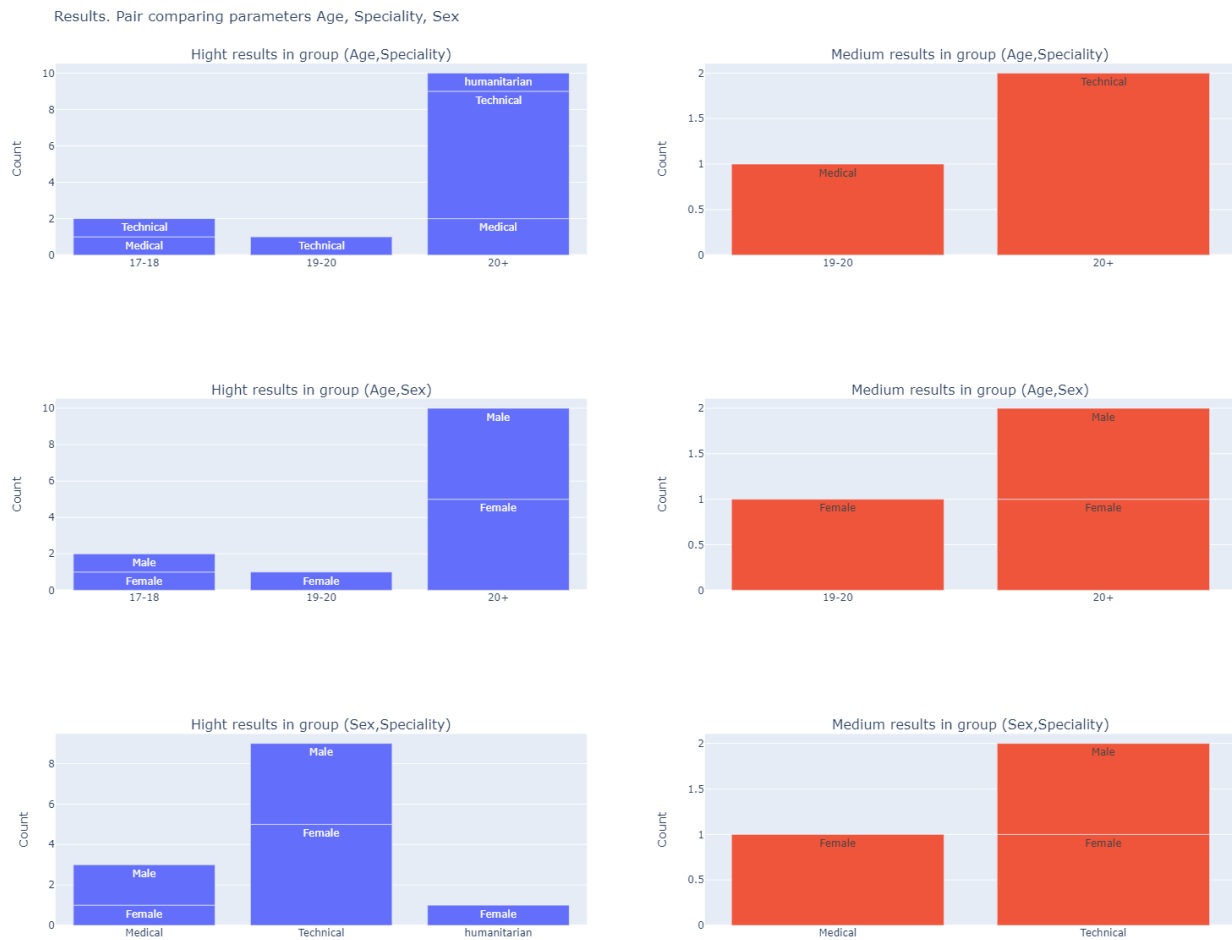 Results. Pair comparing parameters Age, Speciality, Sex
Hight results in group (Age,Speciality)
Count
10
8
6
4
2
0
humanitarian
Technical
Medical
Technical
Medical
Technical
17-18
19-20
20+
Medium results in group (Age,Speciality)
Count
2
1.5
1
0.5
0
Technical
Medical
19-20
20+
Hight results in group (Age,Sex)
Count
10
8
6
4
2
0
Male
Female
Male
Female
Female
17-18
19-20
20+
Medium results in group (Age,Sex)
Count
2
1.5
1
0.5
0
Male
Female
Female
19-20
20+
Hight results in group (Sex,Speciality)
Count
8
6
4
2
0
Male
Female
Male
Female
Female
Medical
Technical
humanitarian
Medium results in group (Sex,Speciality)
Count
2
1.5
1
0.5
0
Male
Female
Female
Medical
Technical